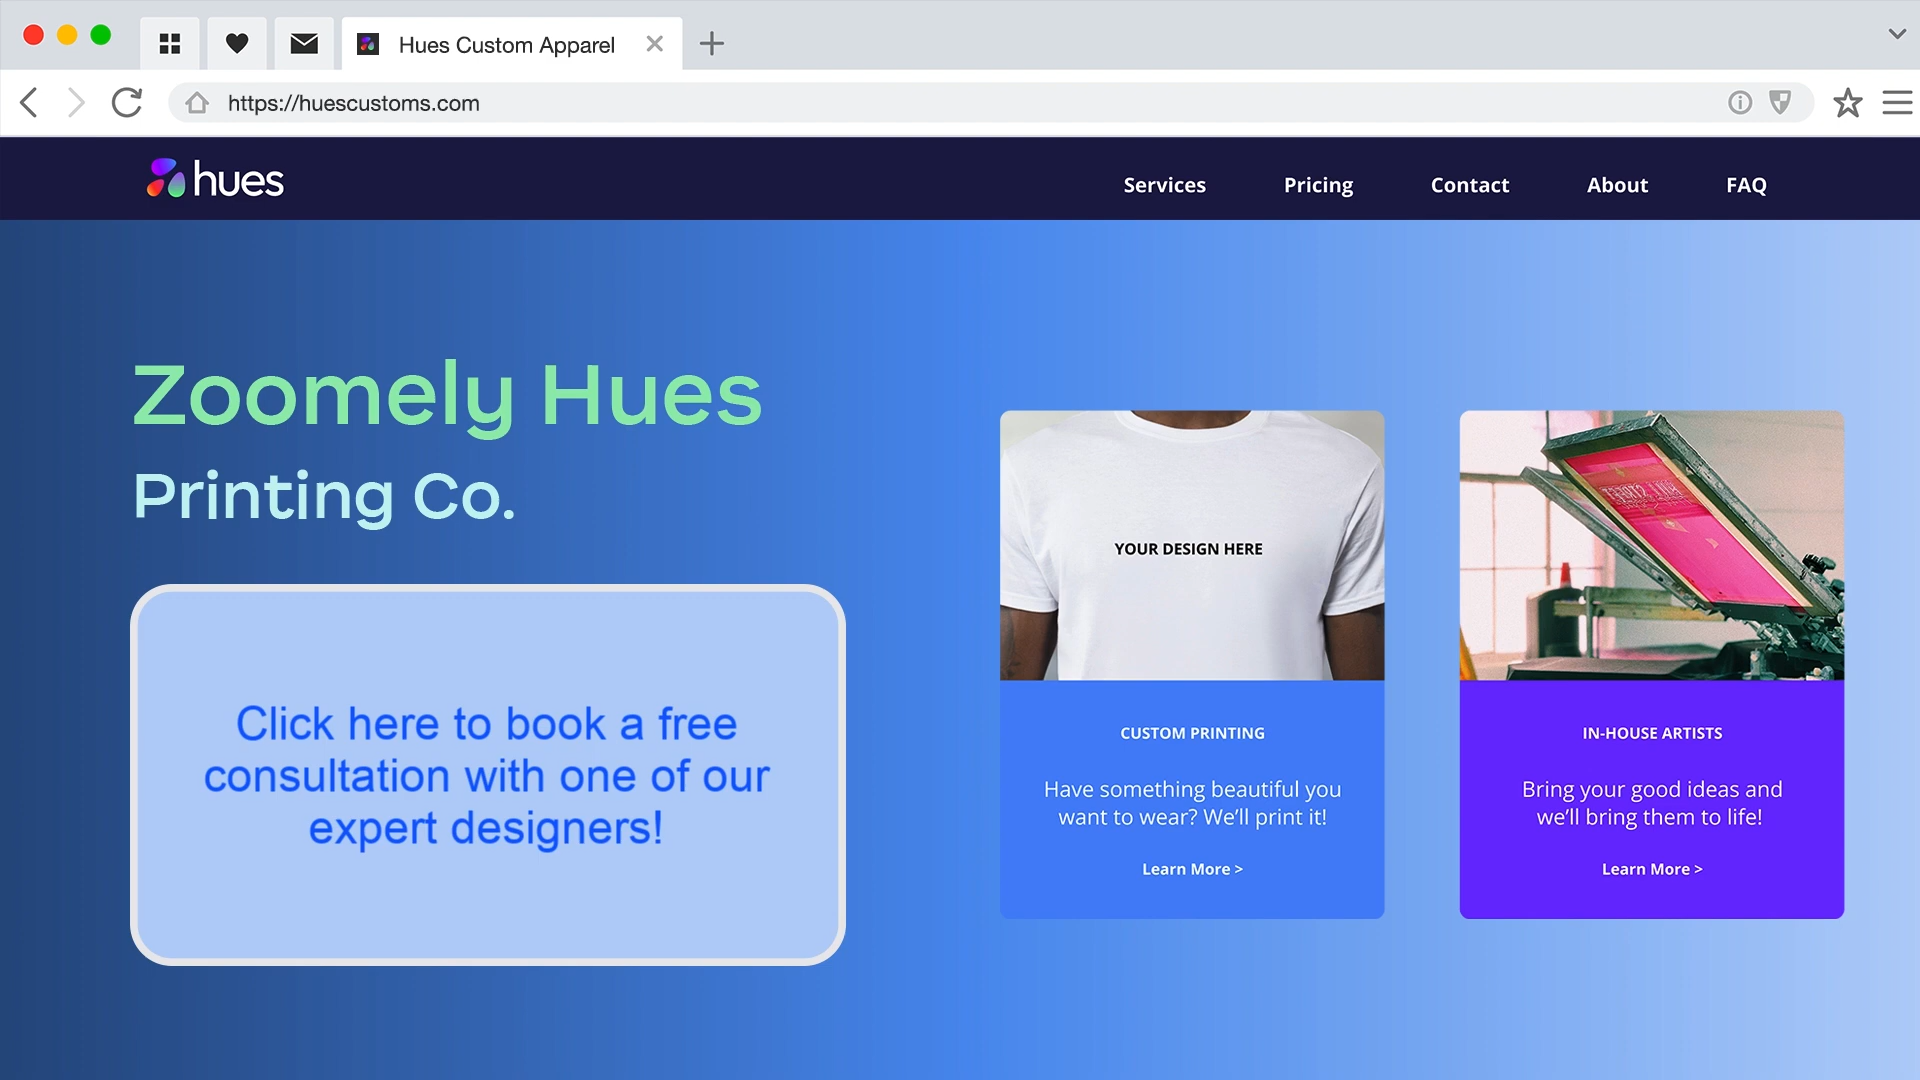 Hues Custom Apparel
https://huescustoms.com
hues
Services
Pricing
Contact
About
FAQ
Zoomely Hues
Printing Co.
Click here to book a free
consultation with one of our
expert designers!
YOUR DESIGN HERE
CUSTOM PRINTING
Have something beautiful you
want to wear? We’ll print it!
Learn More >
IN-HOUSE ARTISTS
Bring your good ideas and
we’ll bring them to life!
Learn More >